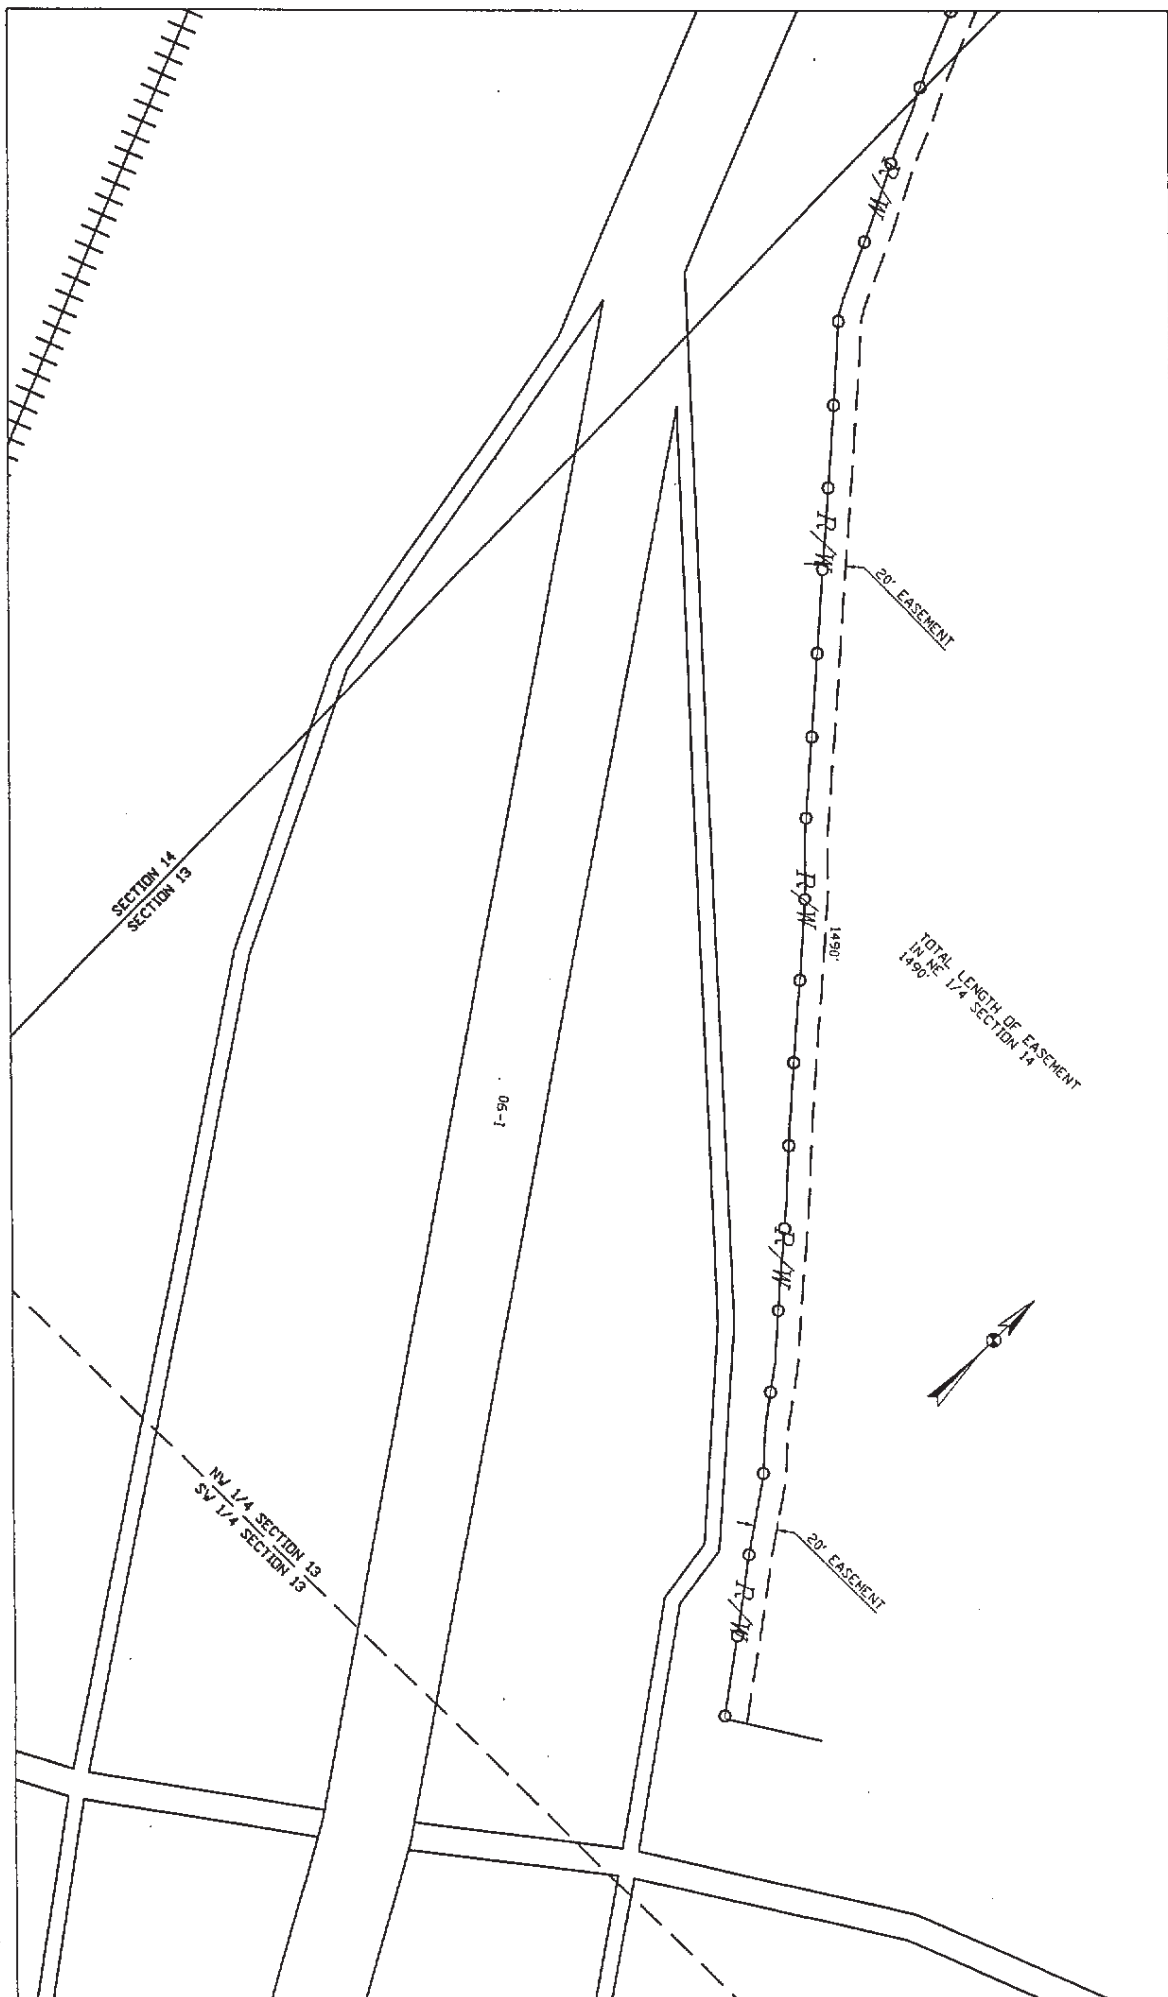 R/W
R/W
20' EASEMENT
SECTION 14
SECTION 13
R/W
1490'
TOTAL LENGTH OF EASEMENT
IN NE 1/4 SECTION 14
1490'
I-90
R/W
NW 1/4 SECTION 13
SW 1/4 SECTION 13
20' EASEMENT
R/W